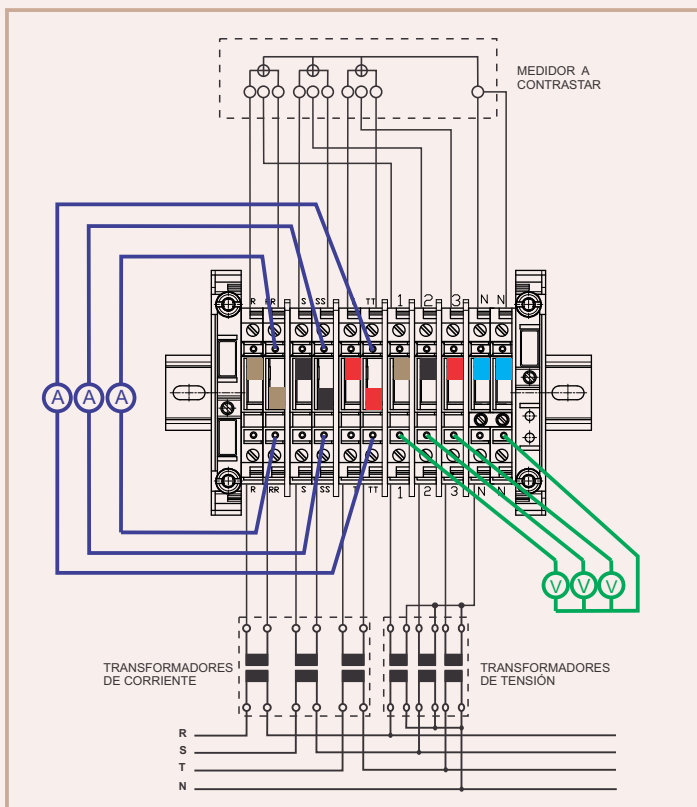 MEDIDOR A
CONTRASTAR
R RR S SS T TT 1 2 3 N N
A A A
R RR S SS T TT 1 2 3 N N
V V V
TRANSFORMADORES
DE CORRIENTE
TRANSFORMADORES
DE TENSIÓN
R
S
T
N